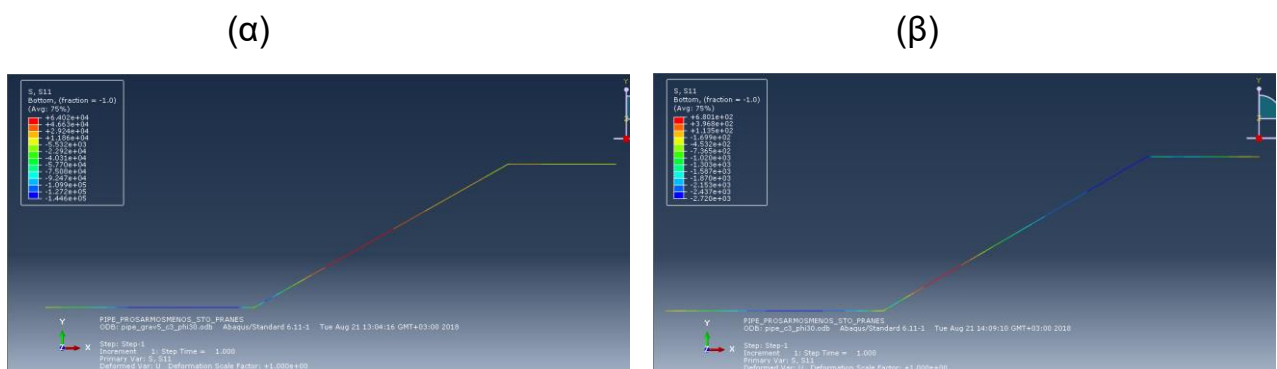 (α)
(β)
S, S11
Bottom, (fraction = -1.0)
(Avg: 75%)
+6.402e+04
+4.663e+04
+2.924e+04
+1.186e+04
-5.532e+03
-2.292e+04
-4.031e+04
-5.770e+04
-7.508e+04
-9.247e+04
-1.099e+05
-1.272e+05
-1.446e+05
Y
X
PIPE_PROSARMOSMENOS_STO_PRANES
ODB: pipe_grav5_c3_phi30.odb Abaqus/Standard 6.11-1 Tue Aug 21 13:04:16 GMT+03:00 2018
Step: Step-1
Increment 1: Step Time = 1.000
Primary Var: S, S11
Deformed Var: U Deformation Scale Factor: +1.000e+00
S, S11
Bottom, (fraction = -1.0)
(Avg: 75%)
+6.801e+02
+3.968e+02
+1.135e+02
-1.699e+02
-4.532e+02
-7.365e+02
-1.020e+03
-1.303e+03
-1.587e+03
-1.870e+03
-2.153e+03
-2.437e+03
-2.720e+03
Y
Y
X
PIPE_PROSARMOSMENOS_STO_PRANES
ODB: pipe_c3_phi30.odb Abaqus/Standard 6.11-1 Tue Aug 21 14:09:10 GMT+03:00 2018
Step: Step-1
Increment 1: Step Time = 1.000
Primary Var: S, S11
Deformed Var: U Deformation Scale Factor: +1.000e+00